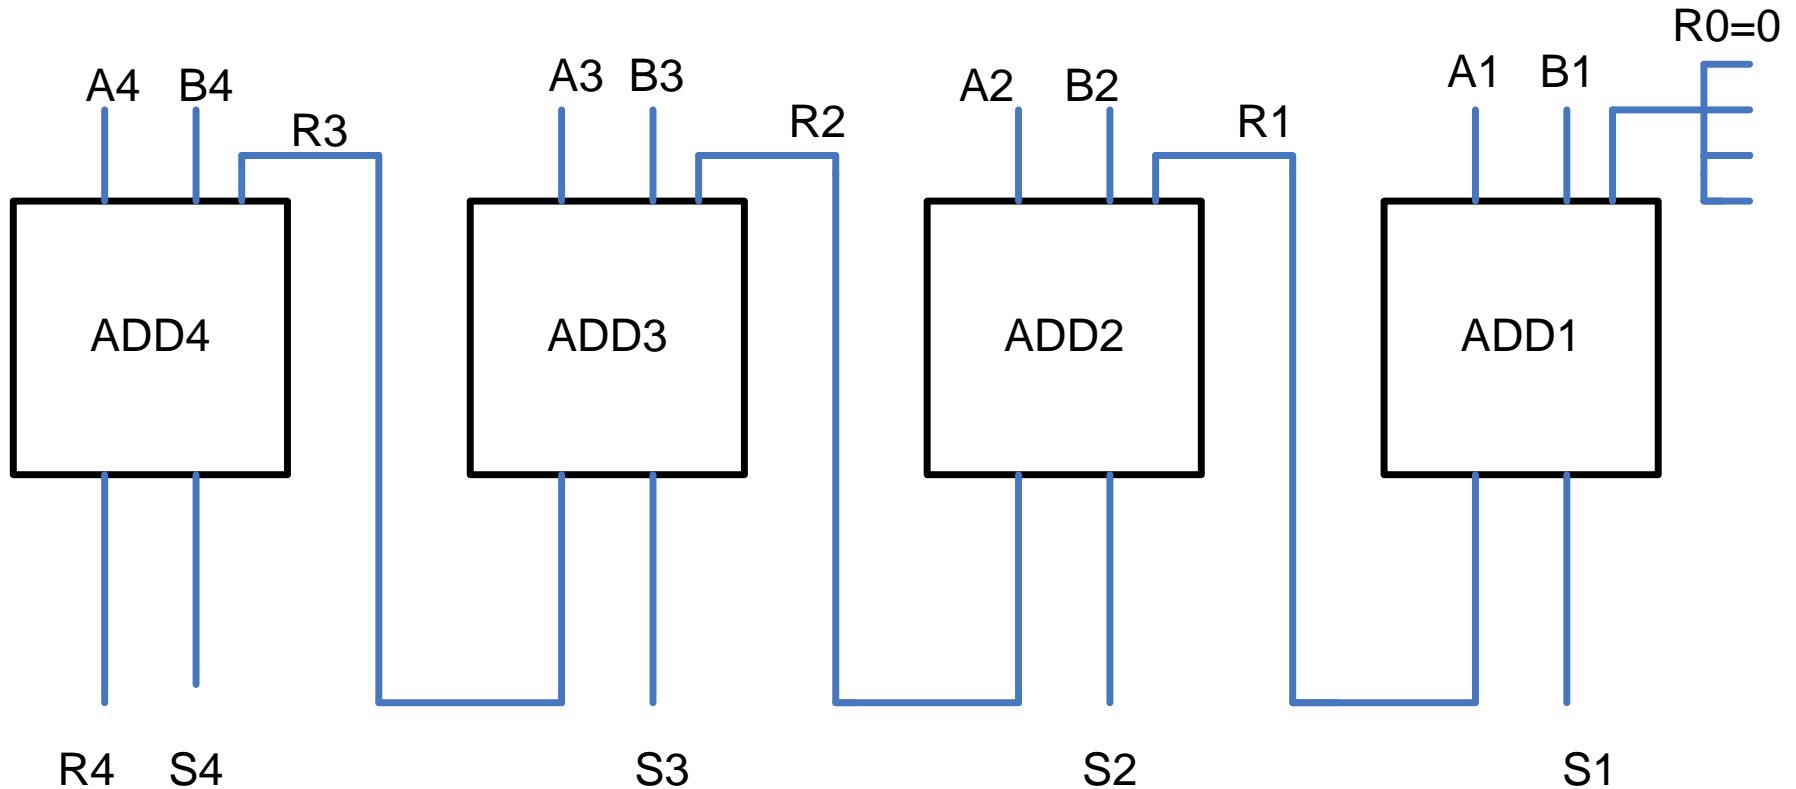 R0=0
A4 B4 A3 B3 A2 B2 A1 B1
R3 R2 R1
ADD4 ADD3 ADD2 ADD1
R4 S4 S3 S2 S1